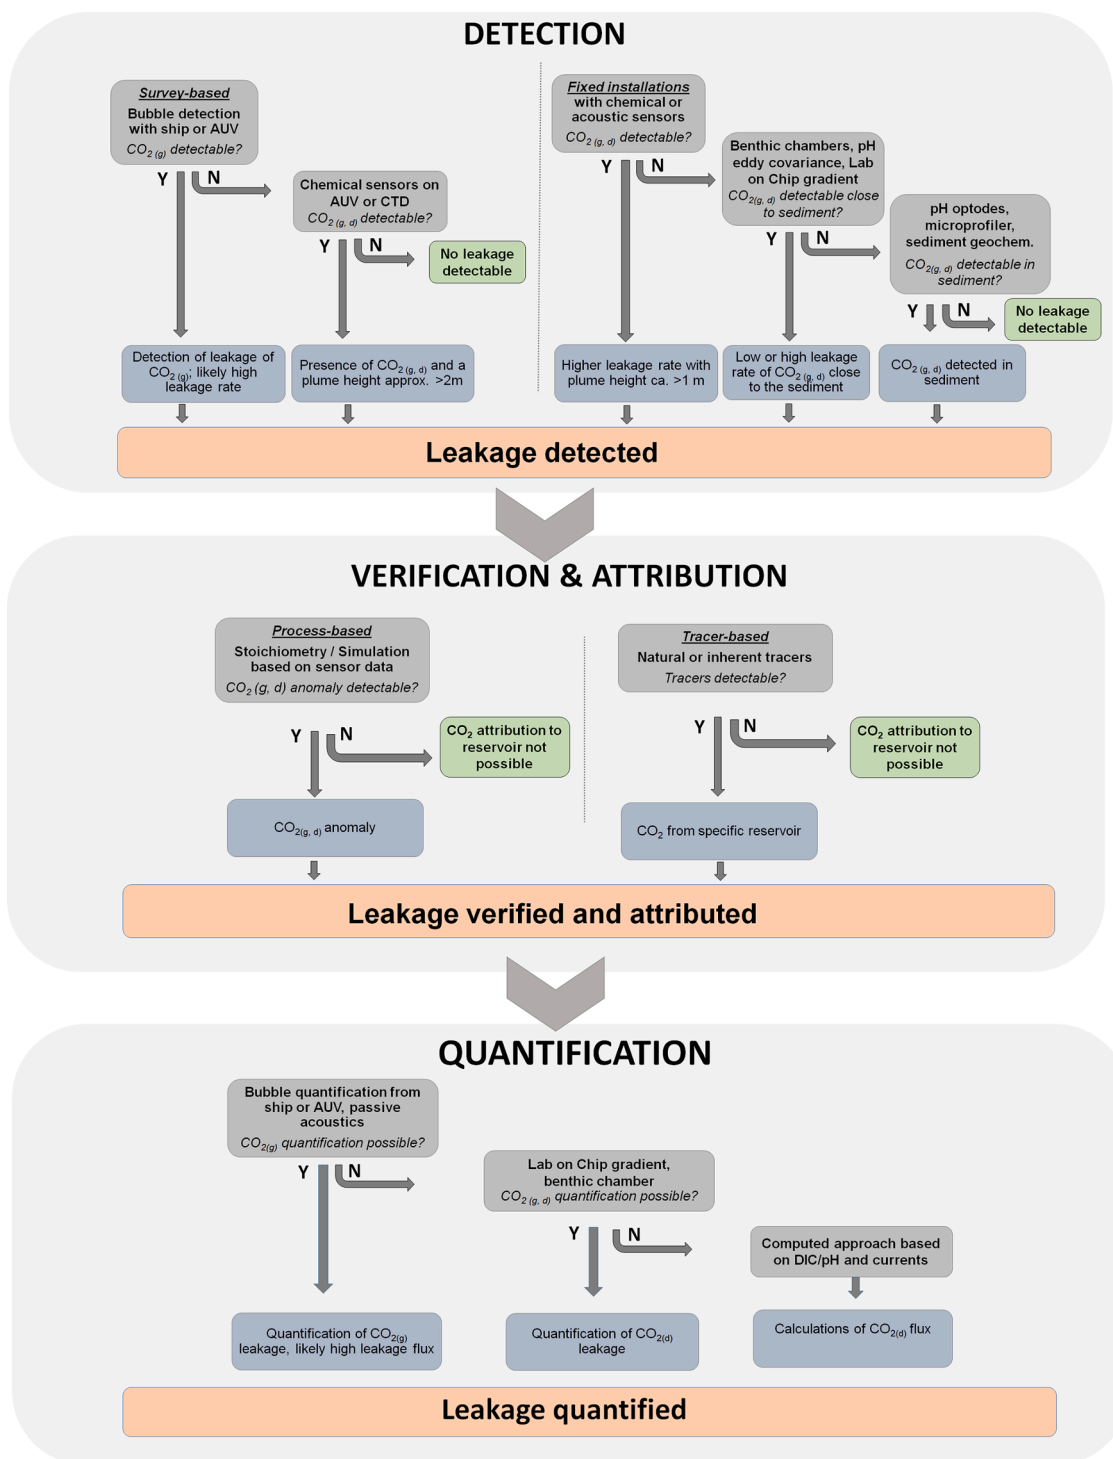 DETECTION
Survey-based
Bubble detection
with ship or AUV
CO2 (g) detectable?
Y
N
Chemical sensors on
AUV or CTD
CO2 (g, d) detectable?
Y
N
No leakage
detectable
Detection of leakage of
CO2 (g); likely high
leakage rate
Presence of CO2 (g, d) and a
plume height approx. >2m
Fixed installations
with chemical or
acoustic sensors
CO2 (g, d) detectable?
Y
N
Benthic chambers, pH
eddy covariance, Lab
on Chip gradient
CO2(g, d) detectable close
to sediment?
Y
N
pH optodes,
microprofiler,
sediment geochem.
CO2(g, d) detectable in
sediment?
Y
N
No leakage
detectable
Higher leakage rate with
plume height ca. >1 m
Low or high leakage
rate of CO2 (g, d) close
to the sediment
CO2 (g, d) detected in
sediment
Leakage detected
VERIFICATION & ATTRIBUTION
Process-based
Stoichiometry / Simulation
based on sensor data
CO2 (g, d) anomaly detectable?
Y
N
CO2 attribution to
reservoir not
possible
CO2(g, d) anomaly
Tracer-based
Natural or inherent tracers
Tracers detectable?
Y
N
CO2 attribution to
reservoir not
possible
CO2 from specific reservoir
Leakage verified and attributed
QUANTIFICATION
Bubble quantification from
ship or AUV, passive
acoustics
CO2(g) quantification possible?
Y
N
Lab on Chip gradient,
benthic chamber
CO2 (g, d) quantification possible?
Y
N
Computed approach based
on DIC/pH and currents
Quantification of CO2(g)
leakage, likely high leakage flux
Quantification of CO2(d)
leakage
Calculations of CO2(d) flux
Leakage quantified